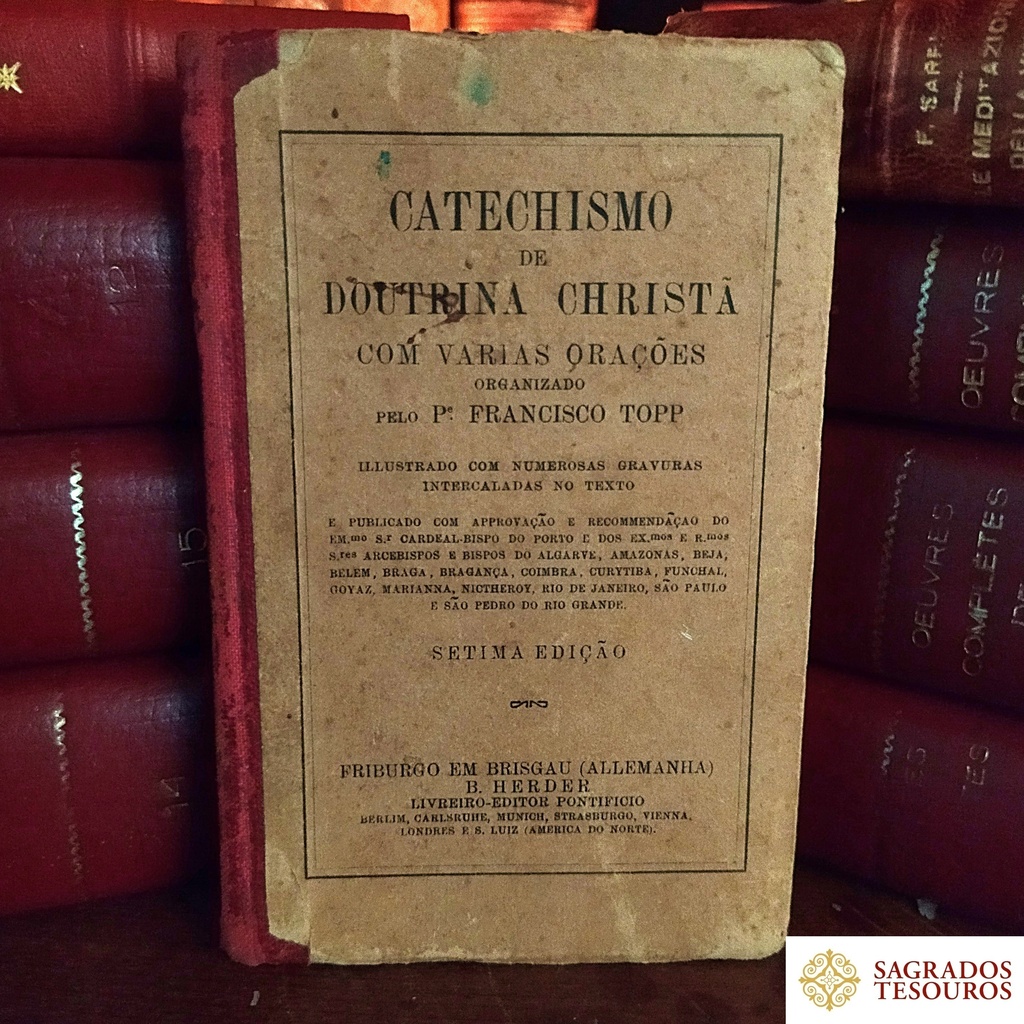 CATECHISMO
DE
DOUTRINA CHRISTÃ
COM VARIAS ORAÇÕES
ORGANIZADO
PELO Pe. FRANCISCO TOPP
ILLUSTRADO COM NUMEROSAS GRAVURAS
INTERCALADAS NO TEXTO
E PUBLICADO COM APPROVAÇÃO E RECOMMENDAÇÃO DO
EM.mo S.r CARDEAL-BISPO DO PORTO E DOS EX.mos E R.mos
S.res ARCEBISPOS E BISPOS DO ALGARVE, AMAZONAS, BEJA,
BELEM, BRAGA, BRAGANÇA, COIMBRA, CURYTIBA, FUNCHAL,
GOYAZ, MARIANNA, NICTHEROY, RIO DE JANEIRO, SÃO PAULO
E SÃO PEDRO DO RIO GRANDE.
SETIMA EDIÇÃO
FRIBURGO EM BRISGAU (ALLEMANHA)
B. HERDER
LIVREIRO-EDITOR PONTIFICIO
BERLIM, CARLSRUHE, MUNICH, STRASBURGO, VIENNA,
LONDRES E S. LUIZ (AMERICA DO NORTE).
12
15
14
F. SARRI
LE MEDITAZIONI
OEUVRES
OEUVRES
COMPLÈTES
SAGRADOS
TESOUROS